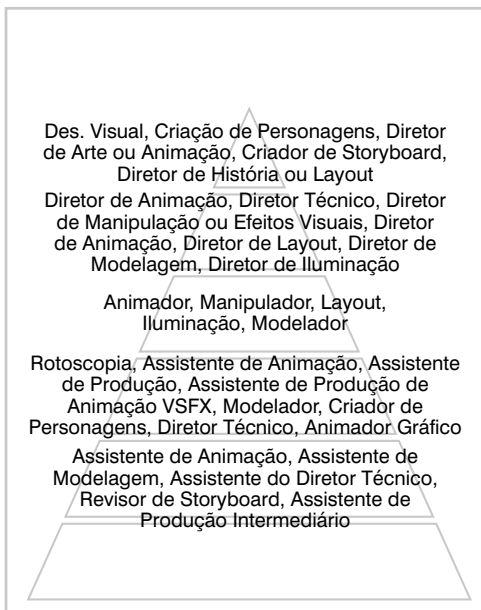 Des. Visual, Criação de Personagens, Diretor
de Arte ou Animação, Criador de Storyboard,
Diretor de História ou Layout
Diretor de Animação, Diretor Técnico, Diretor
de Manipulação ou Efeitos Visuais, Diretor
de Animação, Diretor de Layout, Diretor de
Modelagem, Diretor de Iluminação
Animador, Manipulador, Layout,
Iluminação, Modelador
Rotoscopia, Assistente de Animação, Assistente
de Produção, Assistente de Produção de
Animação VSFX, Modelador, Criador de
Personagens, Diretor Técnico, Animador Gráfico
Assistente de Animação, Assistente de
Modelagem, Assistente do Diretor Técnico,
Revisor de Storyboard, Assistente de
Produção Intermediário